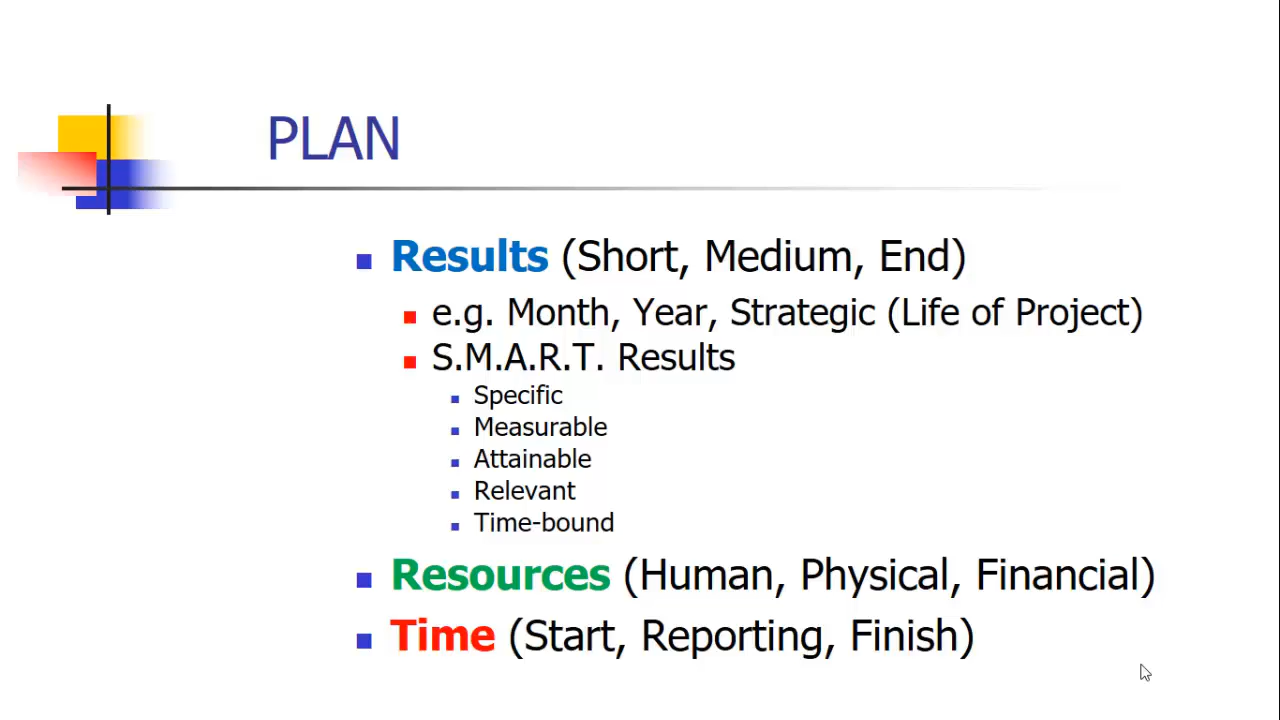 PLAN
Results (Short, Medium, End)
e.g. Month, Year, Strategic (Life of Project)
S.M.A.R.T. Results
Specific
Measurable
Attainable
Relevant
Time-bound
Resources (Human, Physical, Financial)
Time (Start, Reporting, Finish)